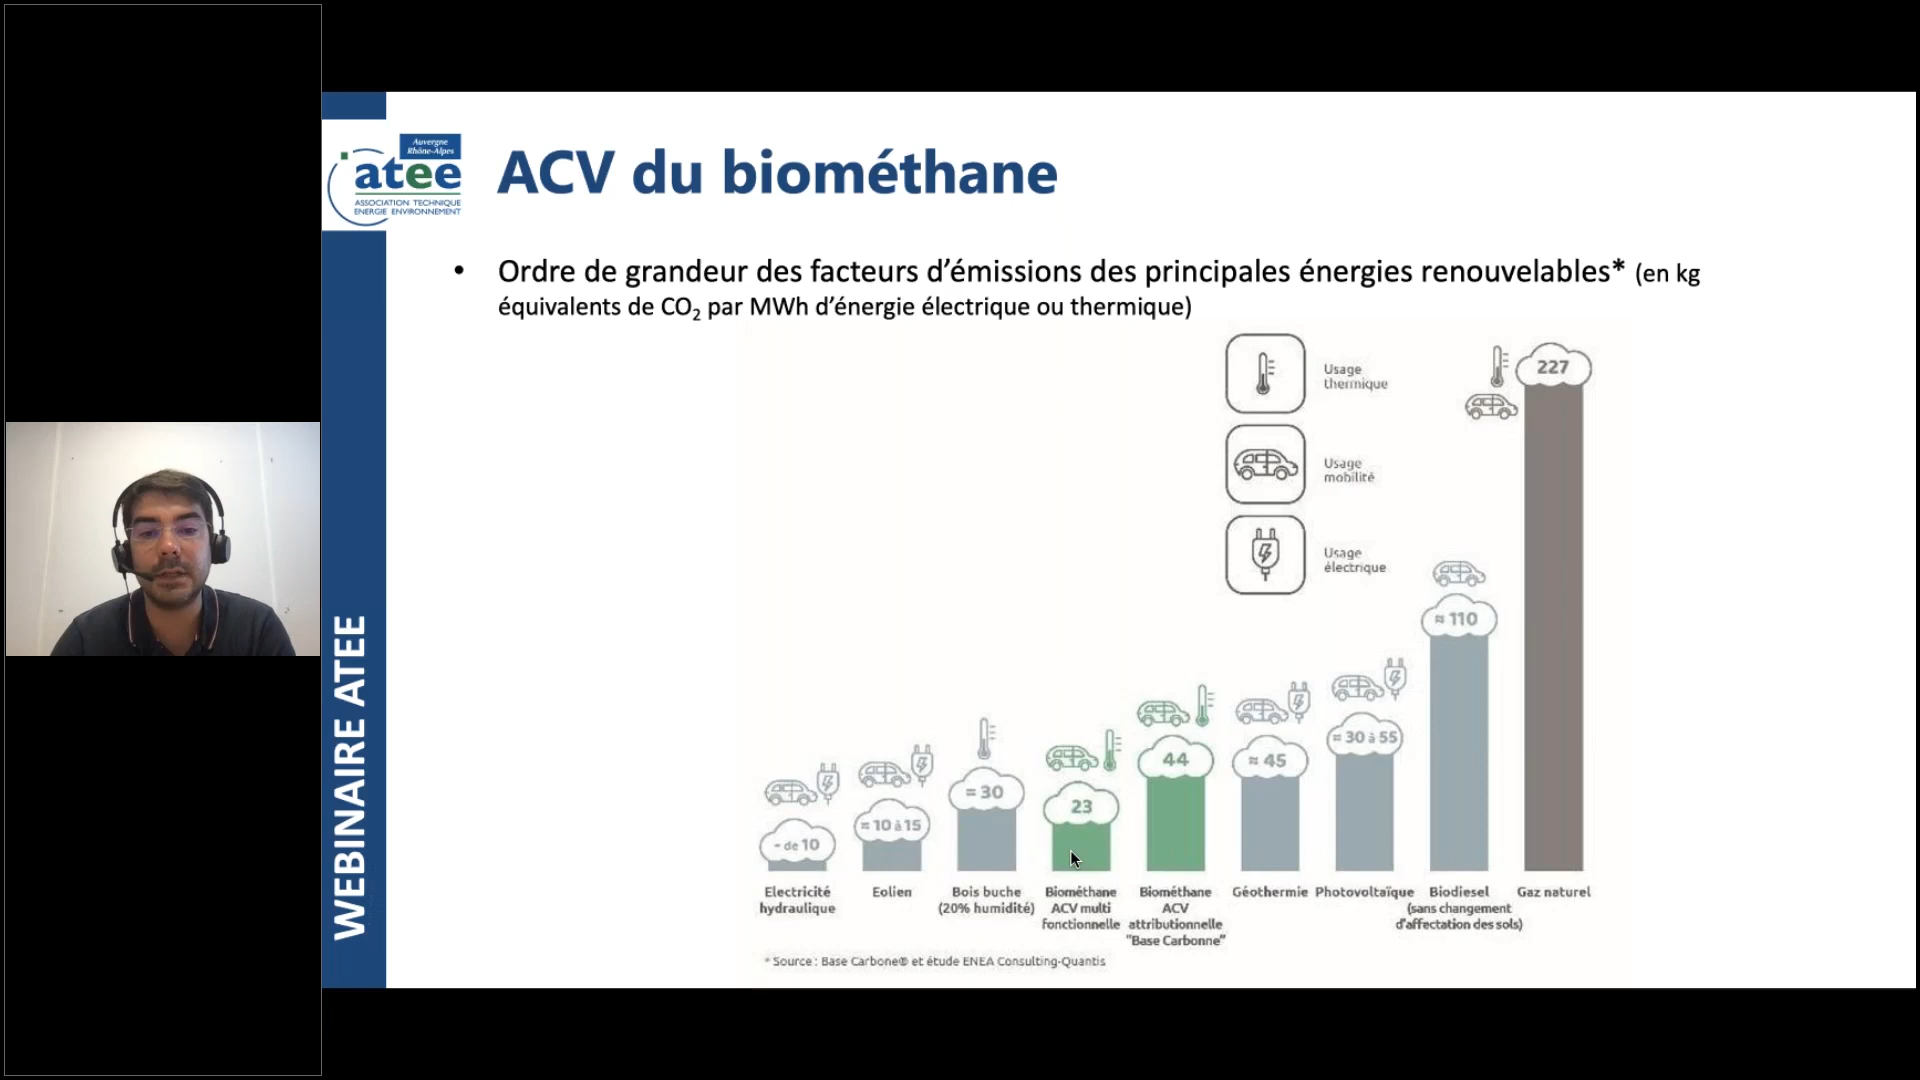 Auvergne
Rhône-Alpes
atee
ASSOCIATION TECHNIQUE
ENERGIE ENVIRONNEMENT
ACV du biométhane
• Ordre de grandeur des facteurs d’émissions des principales énergies renouvelables* (en kg
équivalents de CO₂ par MWh d’énergie électrique ou thermique)
Usage
thermique
Usage
mobilité
Usage
électrique
227
≈ 110
≈ 30 à 55
≈ 45
44
23
≈ 30
≈ 10 à 15
- de 10
Electricité
hydraulique
Eolien
Bois buche
(20% humidité)
Biométhane
ACV multi
fonctionnelle
Biométhane
ACV
attributionnelle
"Base Carbonne"
Géothermie
Photovoltaïque
Biodiesel
(sans changement
d'affectation des sols)
Gaz naturel
* Source : Base Carbone® et étude ENEA Consulting-Quantis
WEBINAIRE ATEE